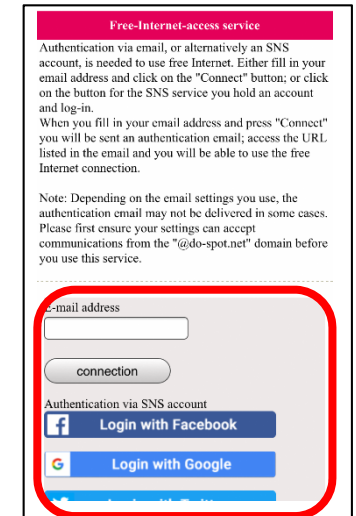 Free-Internet-access service
Authentication via email, or alternatively an SNS
account, is needed to use free Internet. Either fill in your
email address and click on the "Connect" button; or click
on the button for the SNS service you hold an account
and log-in.
When you fill in your email address and press "Connect"
you will be sent an authentication email; access the URL
listed in the email and you will be able to use the free
Internet connection.
Note: Depending on the email settings you use, the
authentication email may not be delivered in some cases.
Please first ensure your settings can accept
communications from the "@do-spot.net" domain before
you use this service.
E-mail address
connection
Authentication via SNS account
f Login with Facebook
G Login with Google
Login with Twitter